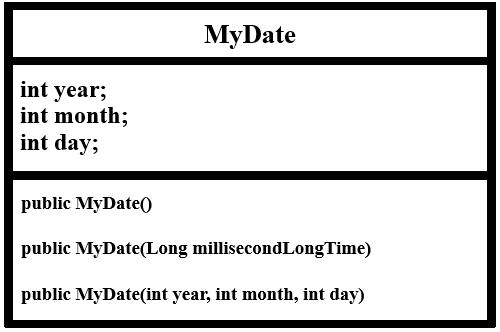 MyDate
int year;
int month;
int day;
public MyDate()
public MyDate(Long millisecondLongTime)
public MyDate(int year, int month, int day)